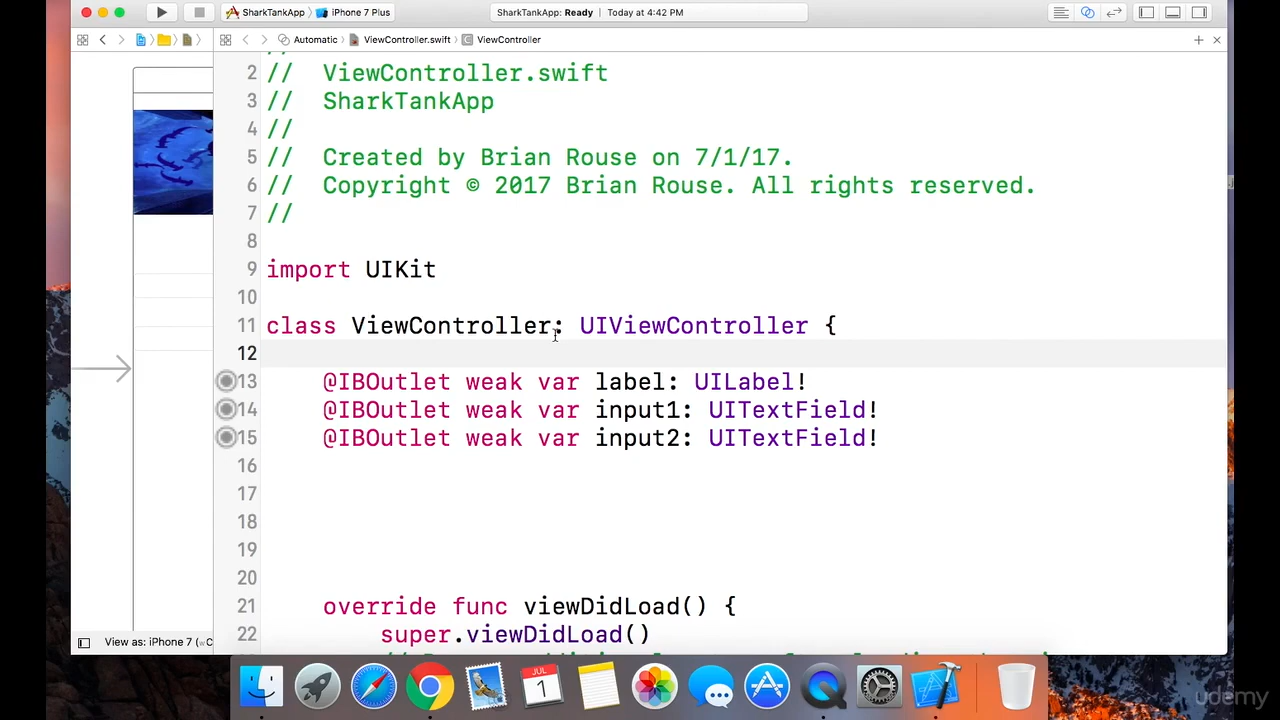 SharkTankApp
iPhone 7 Plus
SharkTankApp: Ready | Today at 4:42 PM
Automatic
ViewController.swift
ViewController
2 // ViewController.swift
3 // SharkTankApp
4 //
5 // Created by Brian Rouse on 7/1/17.
6 // Copyright © 2017 Brian Rouse. All rights reserved.
7 //
8
9 import UIKit
10
11 class ViewController: UIViewController {
12
13 @IBOutlet weak var label: UILabel!
14 @IBOutlet weak var input1: UITextField!
15 @IBOutlet weak var input2: UITextField!
16
17
18
19
20
21 override func viewDidLoad() {
22 super.viewDidLoad()
View as: iPhone 7 (wC
JUL
1
udemy